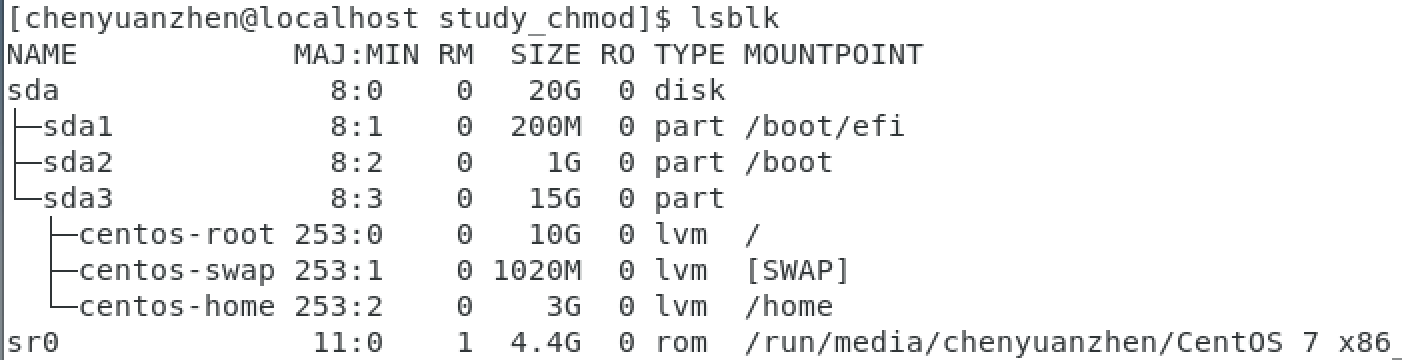 [chenyuanzhen@localhost study_chmod]$ lsblk
NAME            MAJ:MIN RM  SIZE RO TYPE MOUNTPOINT
sda               8:0    0   20G  0 disk
├─sda1            8:1    0  200M  0 part /boot/efi
├─sda2            8:2    0    1G  0 part /boot
└─sda3            8:3    0   15G  0 part
  ├─centos-root 253:0    0   10G  0 lvm  /
  ├─centos-swap 253:1    0 1020M  0 lvm  [SWAP]
  └─centos-home 253:2    0    3G  0 lvm  /home
sr0              11:0    1  4.4G  0 rom  /run/media/chenyuanzhen/CentOS 7 x86_